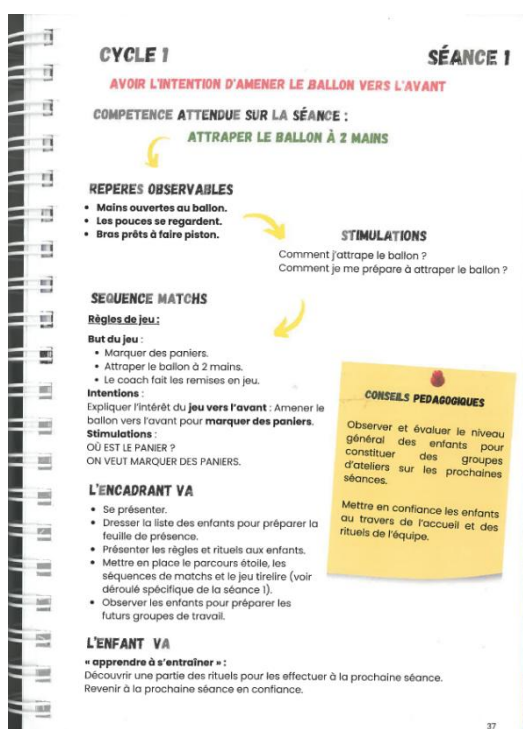 CYCLE 1
SÉANCE 1
AVOIR L'INTENTION D'AMENER LE BALLON VERS L'AVANT
COMPETENCE ATTENDUE SUR LA SÉANCE :
ATTRAPER LE BALLON À 2 MAINS
REPERES OBSERVABLES
• Mains ouvertes au ballon.
• Les pouces se regardent.
• Bras prêts à faire piston.
STIMULATIONS
Comment j'attrape le ballon ?
Comment je me prépare à attraper le ballon ?
SEQUENCE MATCHS
Règles de jeu :
But du jeu :
• Marquer des paniers.
• Attraper le ballon à 2 mains.
• Le coach fait les remises en jeu.
Intentions :
Expliquer l'intérêt du jeu vers l'avant : Amener le
ballon vers l'avant pour marquer des paniers.
Stimulations :
OÙ EST LE PANIER ?
ON VEUT MARQUER DES PANIERS.
CONSEILS PEDAGOGIQUES
Observer et évaluer le niveau
général des enfants pour
constituer des groupes
d'ateliers sur les prochaines
séances.
Mettre en confiance les enfants
au travers de l'accueil et des
rituels de l'équipe.
L'ENCADRANT VA
• Se présenter.
• Dresser la liste des enfants pour préparer la
feuille de présence.
• Présenter les règles et rituels aux enfants.
• Mettre en place le parcours étoile, les
séquences de matchs et le jeu tirelire (voir
déroulé spécifique de la séance 1).
• Observer les enfants pour préparer les
futurs groupes de travail.
L'ENFANT VA
« apprendre à s'entraîner » :
Découvrir une partie des rituels pour les effectuer à la prochaine séance.
Revenir à la prochaine séance en confiance.
37